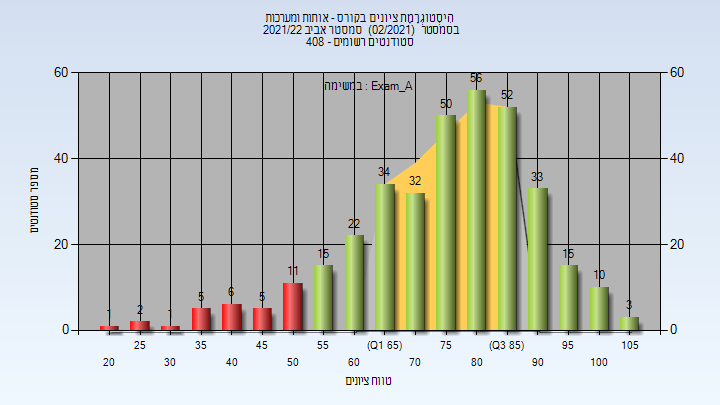 היסטוגרמת ציונים בקורס - אותות ומערכות
בסמסטר (02/2021) סמסטר אביב 2021/22
סטודנטים רשומים - 408
במשימה : Exam_A
60 60
40 40
20 20
0 0
מספר סטודנטים
1 2 1 5 6 5 11 15 22 34 32 50 56 52 33 15 10 3
25 35 45 55 (Q1 65) 75 (Q3 85) 95 105
20 30 40 50 60 70 80 90 100
טווח ציונים